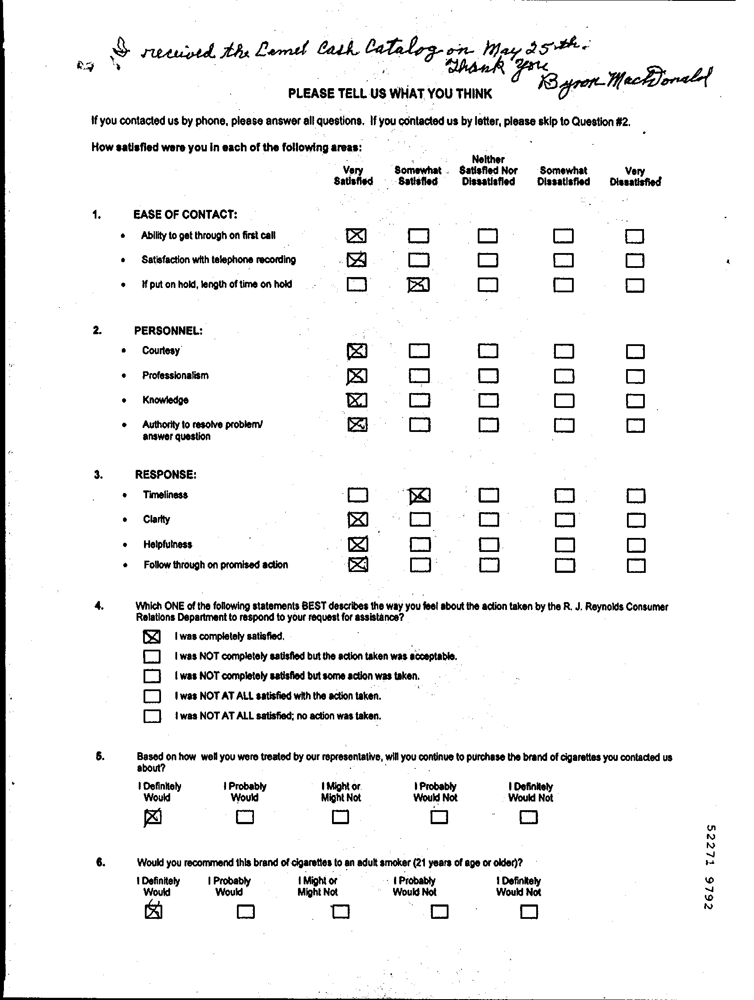 I received the Camel Cash Catalog on May 25th.
Thank You
Byron MacDonald
PLEASE TELL US WHAT YOU THINK
If you contacted us by phone, please answer all questions. If you contacted us by letter, please skip to Question #2.
How satisfied were you in each of the following areas:
Very Satisfied Somewhat Satisfied Neither Satisfied Nor Dissatisfied Somewhat Dissatisfied Very Dissatisfied
1. EASE OF CONTACT:
• Ability to get through on first call
• Satisfaction with telephone recording
• If put on hold, length of time on hold
2. PERSONNEL:
• Courtesy
• Professionalism
• Knowledge
• Authority to resolve problem/
answer question
3. RESPONSE:
• Timeliness
• Clarity
• Helpfulness
• Follow through on promised action
4. Which ONE of the following statements BEST describes the way you feel about the action taken by the R. J. Reynolds Consumer
Relations Department to respond to your request for assistance?
I was completely satisfied.
I was NOT completely satisfied but the action taken was acceptable.
I was NOT completely satisfied but some action was taken.
I was NOT AT ALL satisfied with the action taken.
I was NOT AT ALL satisfied; no action was taken.
5. Based on how well you were treated by our representative, will you continue to purchase the brand of cigarettes you contacted us
about?
I Definitely Would I Probably Would I Might or Might Not I Probably Would Not I Definitely Would Not
6. Would you recommend this brand of cigarettes to an adult smoker (21 years of age or older)?
I Definitely Would I Probably Would I Might or Might Not I Probably Would Not I Definitely Would Not
52271 9792